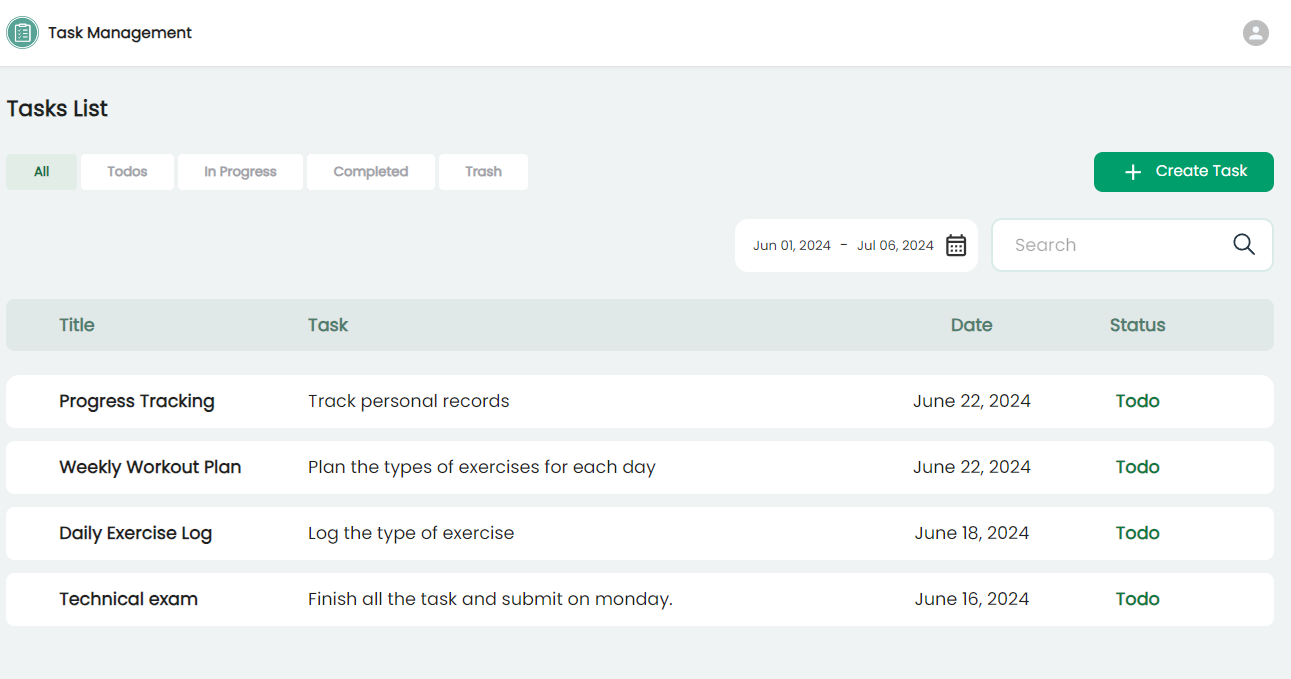 Task Management
Tasks List
All Todos In Progress Completed Trash + Create Task
Jun 01, 2024 - Jul 06, 2024 Search
Title Task Date Status
Progress Tracking Track personal records June 22, 2024 Todo
Weekly Workout Plan Plan the types of exercises for each day June 22, 2024 Todo
Daily Exercise Log Log the type of exercise June 18, 2024 Todo
Technical exam Finish all the task and submit on monday. June 16, 2024 Todo